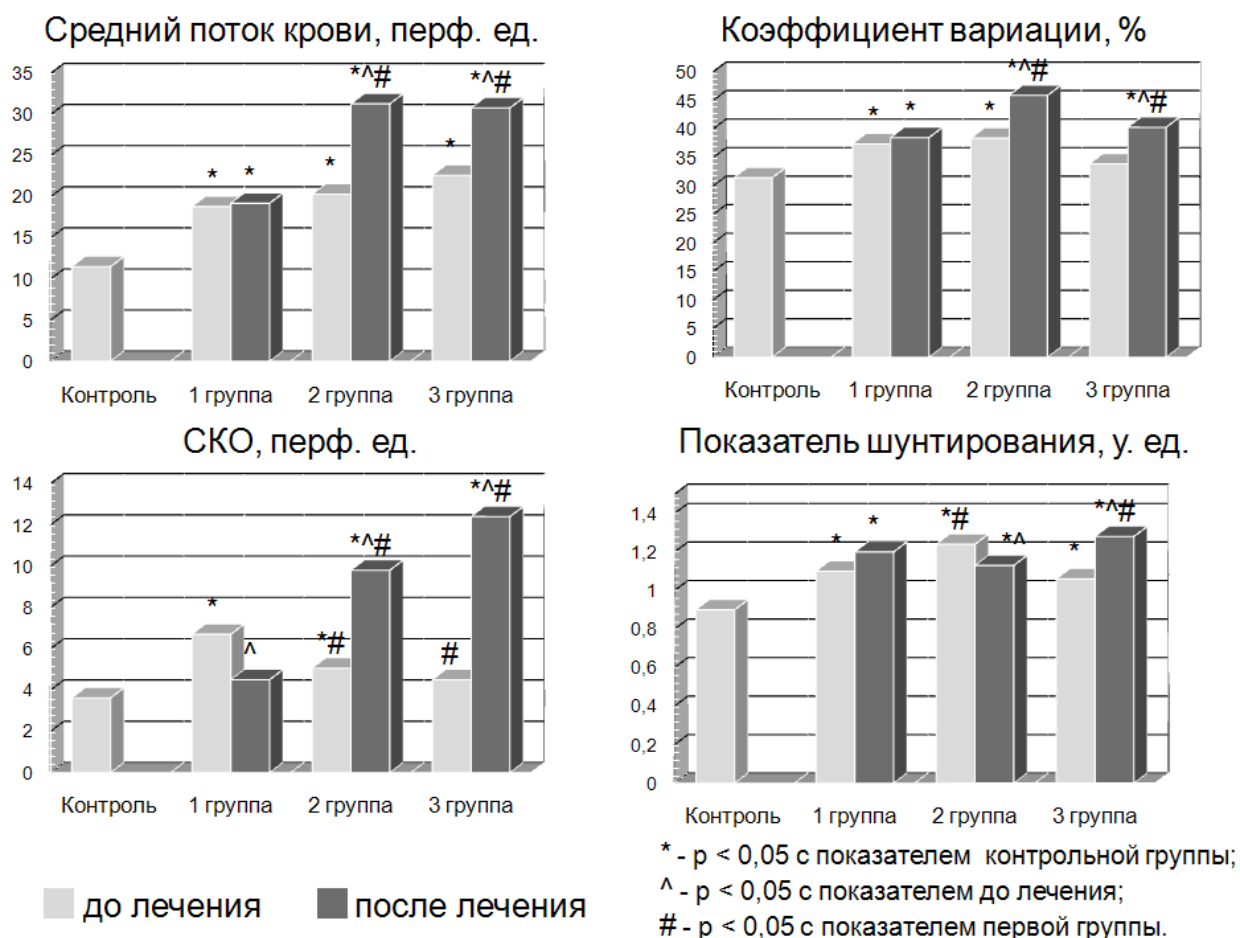 Средний поток крови, перф. ед.
35
30
25
20
15
10
5
0
*
*
*
*^#
*
*^#
Контроль
1 группа
2 группа
3 группа
Коэффициент вариации, %
50
45
40
35
30
25
20
15
10
5
0
*
*
*
*^#
*^#
Контроль
1 группа
2 группа
3 группа
СКО, перф. ед.
14
12
10
8
6
4
2
0
*
^
*#
*^#
#
*^#
Контроль
1 группа
2 группа
3 группа
Показатель шунтирования, у. ед.
1,4
1,2
1
0,8
0,6
0,4
0,2
0
*
*
*#
*^
*
*^#
Контроль
1 группа
2 группа
3 группа
до лечения
после лечения
* - p < 0,05 с показателем контрольной группы;
^ - p < 0,05 с показателем до лечения;
# - p < 0,05 с показателем первой группы.